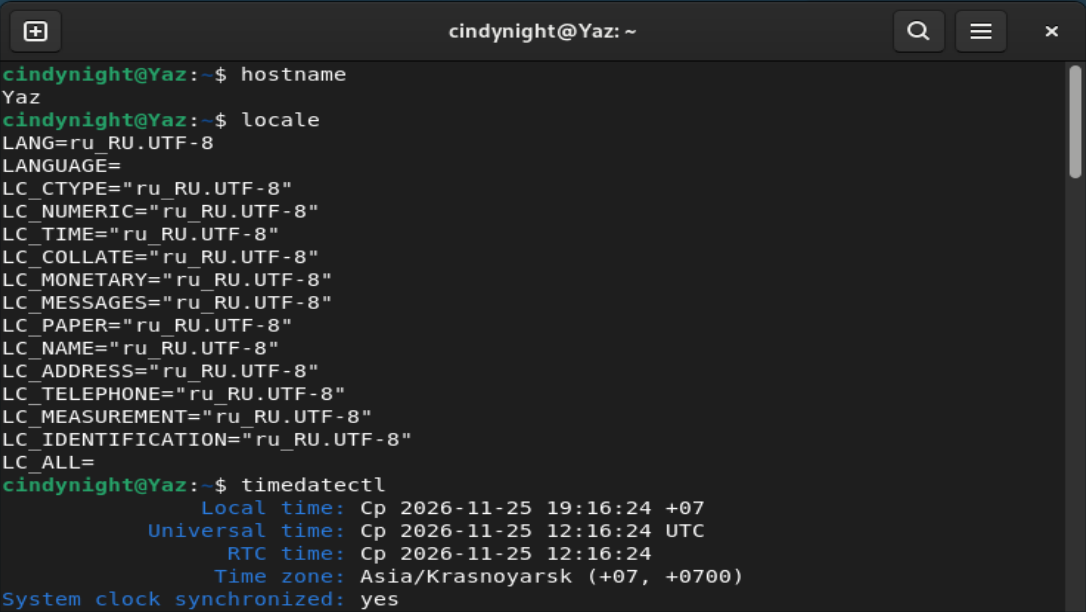 cindynight@Yaz: ~
cindynight@Yaz:~$ hostname
Yaz
cindynight@Yaz:~$ locale
LANG=ru_RU.UTF-8
LANGUAGE=
LC_CTYPE="ru_RU.UTF-8"
LC_NUMERIC="ru_RU.UTF-8"
LC_TIME="ru_RU.UTF-8"
LC_COLLATE="ru_RU.UTF-8"
LC_MONETARY="ru_RU.UTF-8"
LC_MESSAGES="ru_RU.UTF-8"
LC_PAPER="ru_RU.UTF-8"
LC_NAME="ru_RU.UTF-8"
LC_ADDRESS="ru_RU.UTF-8"
LC_TELEPHONE="ru_RU.UTF-8"
LC_MEASUREMENT="ru_RU.UTF-8"
LC_IDENTIFICATION="ru_RU.UTF-8"
LC_ALL=
cindynight@Yaz:~$ timedatectl
Local time: Ср 2026-11-25 19:16:24 +07
Universal time: Ср 2026-11-25 12:16:24 UTC
RTC time: Ср 2026-11-25 12:16:24
Time zone: Asia/Krasnoyarsk (+07, +0700)
System clock synchronized: yes